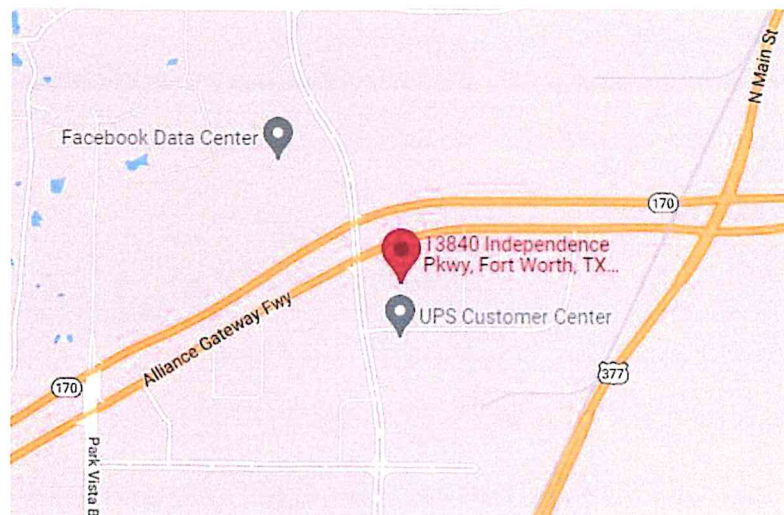 N Main St
Facebook Data Center
170
13840 Independence
Pkwy, Fort Worth, TX...
UPS Customer Center
Alliance Gateway Fwy
377
170
Park Vista B